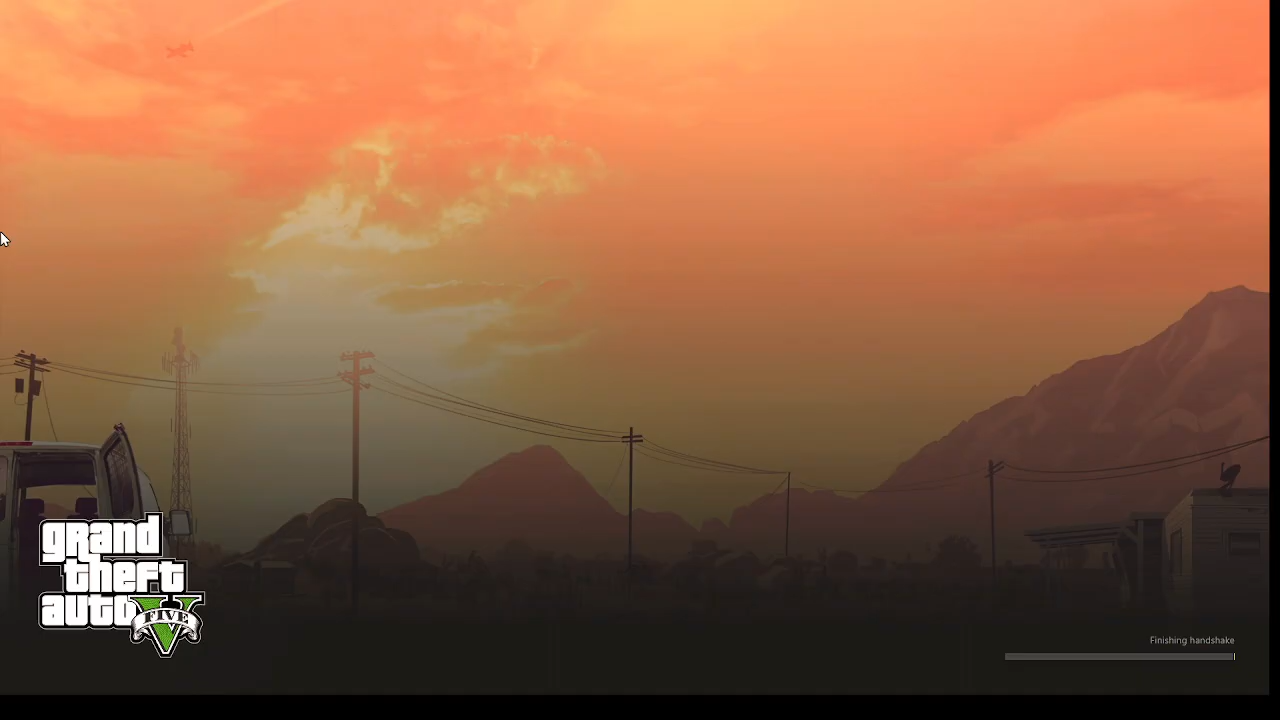 grand
theft
auto V
FIVE
Finishing handshake